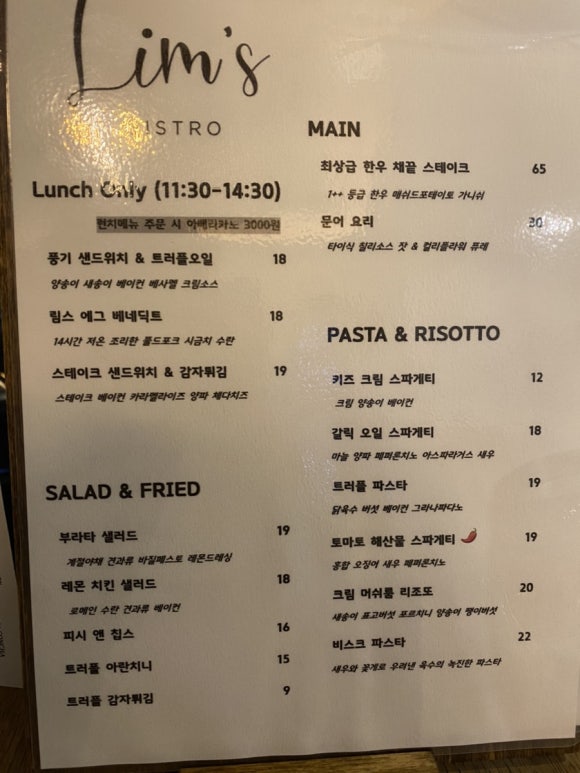 Lim's
BISTRO
Lunch Only (11:30-14:30)
런치메뉴 주문 시 아메리카노 3000원
풍기 샌드위치 & 트러플오일 18
양송이 새송이 베이컨 베샤멜 크림소스
림스 에그 베네딕트 18
14시간 저온 조리한 풀드포크 시금치 수란
스테이크 샌드위치 & 감자튀김 19
스테이크 베이컨 카라멜라이즈 양파 체다치즈
SALAD & FRIED
부라타 샐러드 19
계절야채 견과류 바질페스토 레몬드레싱
레몬 치킨 샐러드 18
로메인 수란 견과류 베이컨
피시 앤 칩스 16
트러플 아란치니 15
트러플 감자튀김 9
MAIN
최상급 한우 채끝 스테이크 65
1++ 등급 한우 매쉬드포테이토 가니쉬
문어 요리 20
타이식 칠리소스 잣 & 컬리플라워 퓨레
PASTA & RISOTTO
키즈 크림 스파게티 12
크림 양송이 베이컨
갈릭 오일 스파게티 18
마늘 양파 페퍼론치노 아스파라거스 새우
트러플 파스타 19
닭육수 버섯 베이컨 그라나파다노
토마토 해산물 스파게티 19
홍합 오징어 새우 페퍼론치노
크림 머쉬룸 리조또 20
새송이 표고버섯 포르치니 양송이 팽이버섯
비스크 파스타 22
새우와 꽃게로 우려낸 육수의 녹진한 파스타